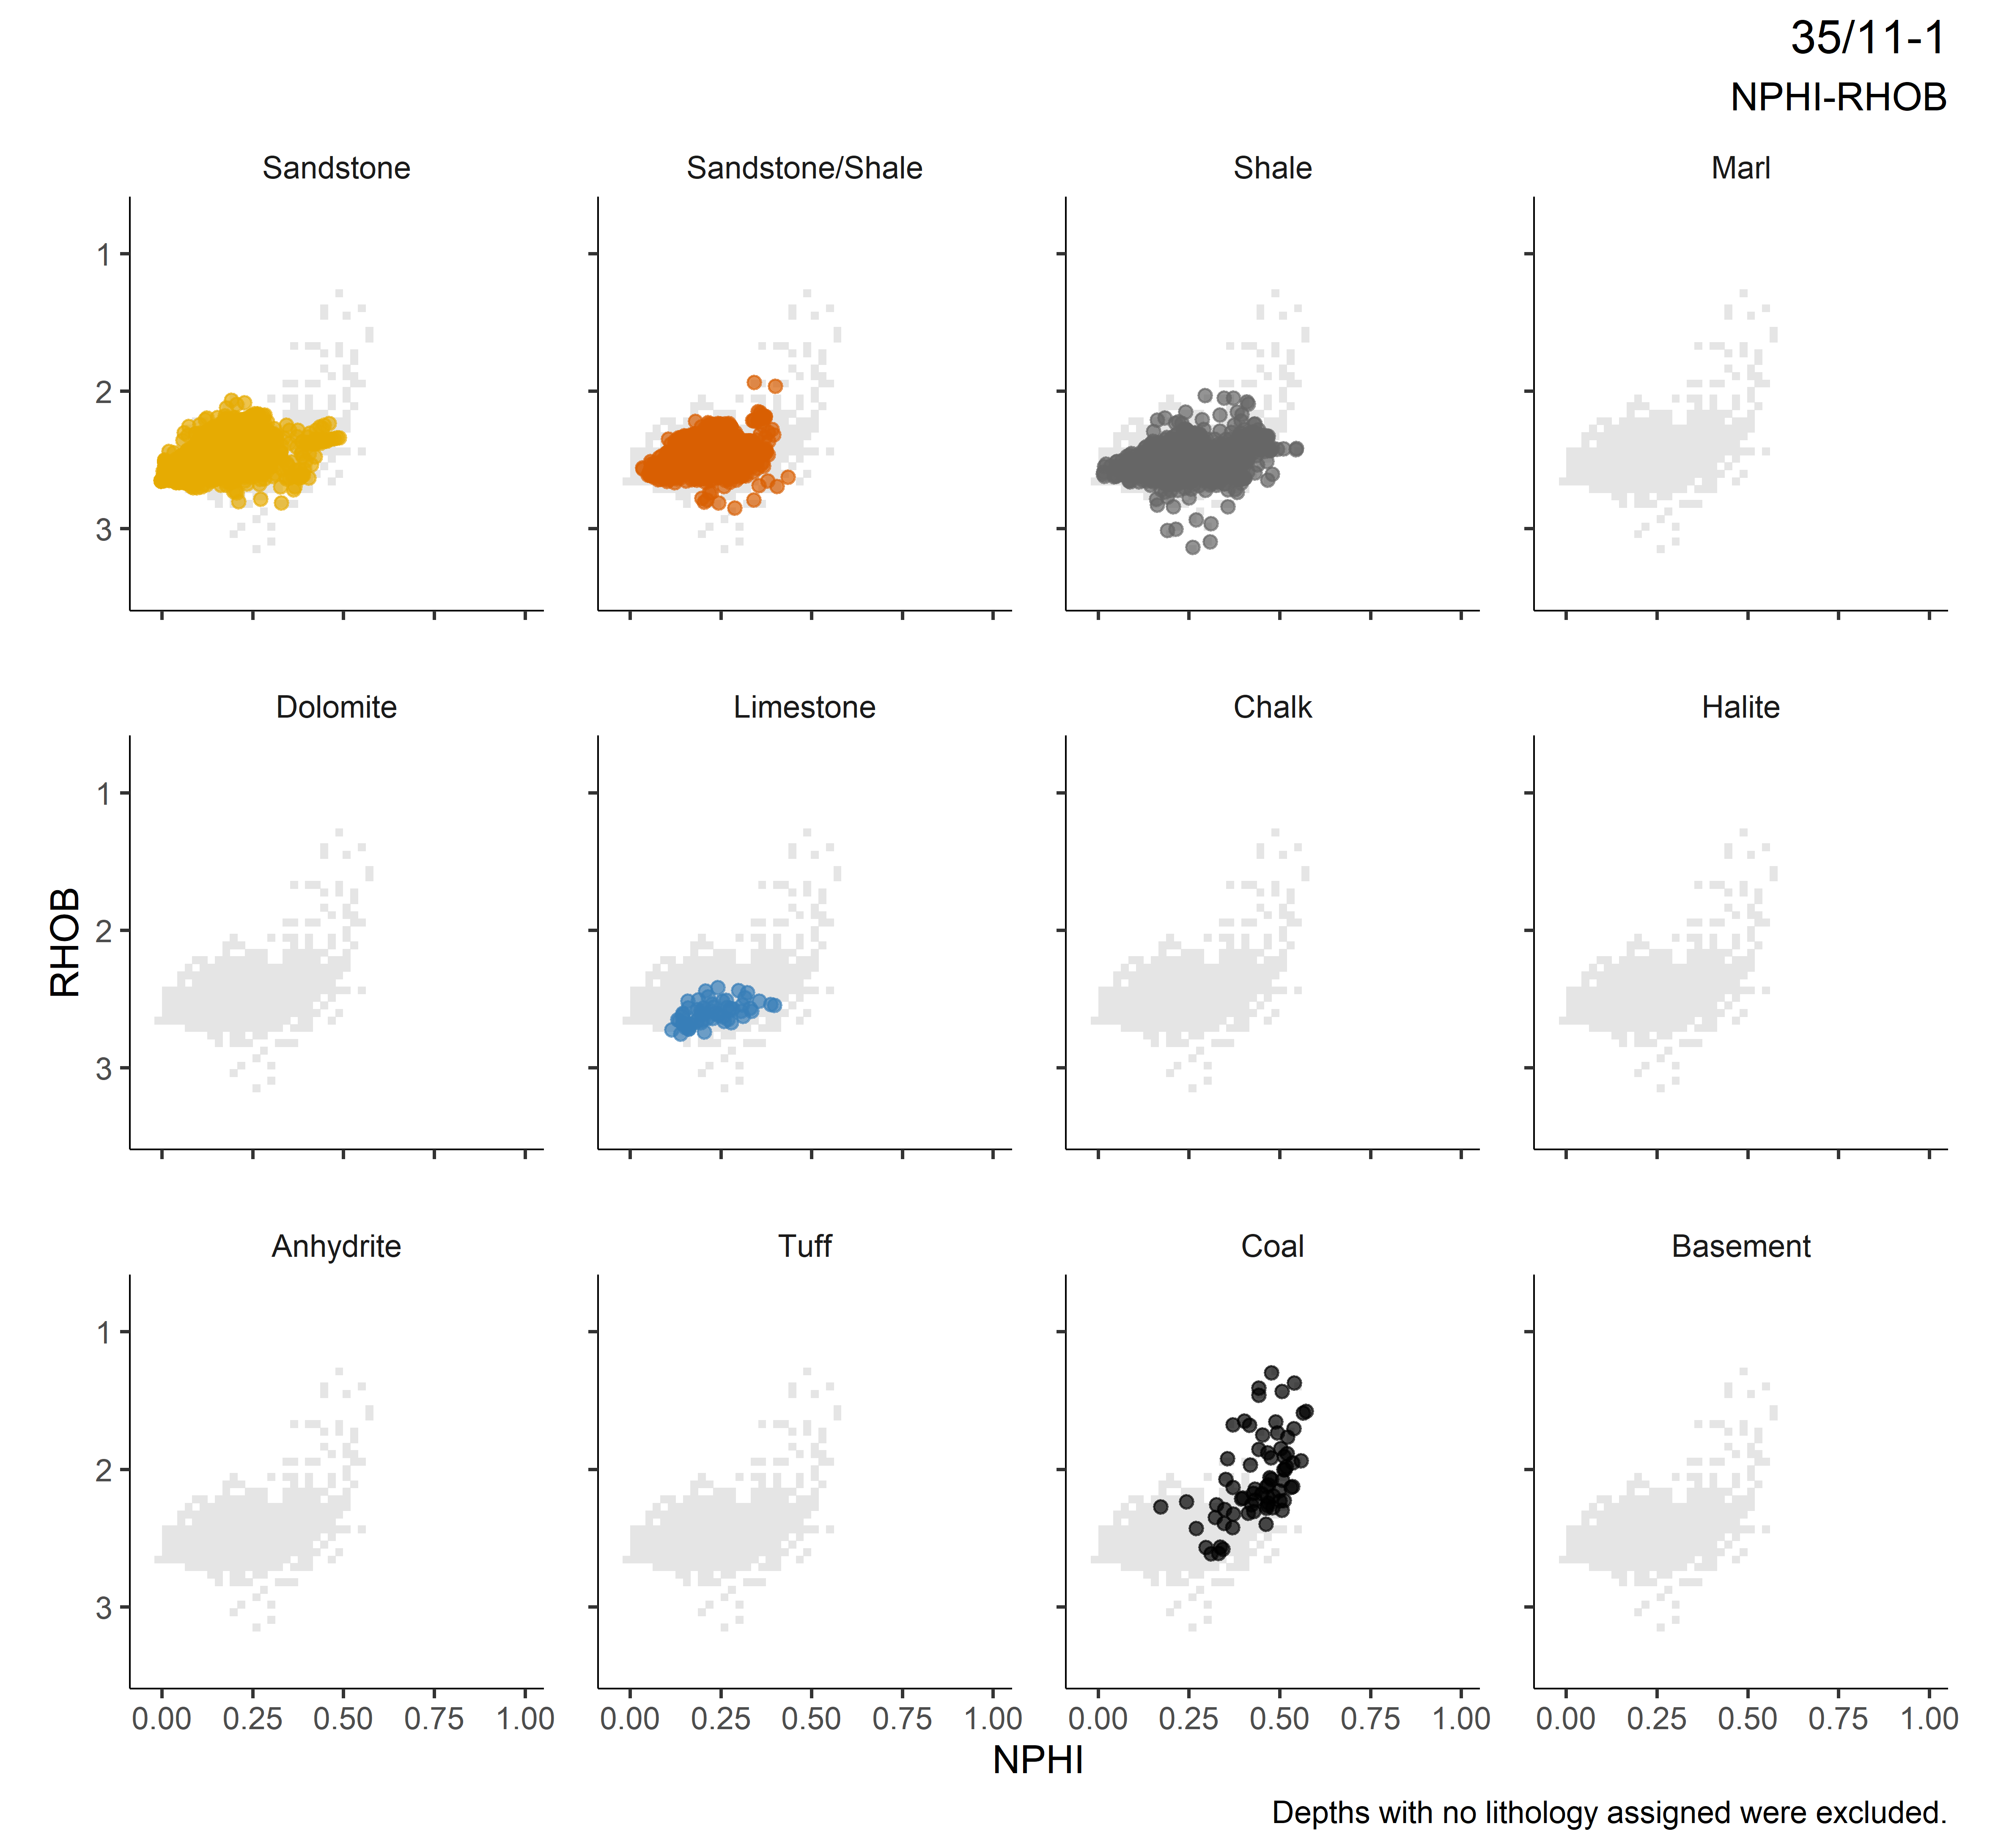 35/11-1
NPHI-RHOB
Sandstone Sandstone/Shale Shale Marl
1
2
3
Dolomite Limestone Chalk Halite
RHOB
1
2
3
Anhydrite Tuff Coal Basement
1
2
3
0.00 0.25 0.50 0.75 1.00 0.00 0.25 0.50 0.75 1.00 0.00 0.25 0.50 0.75 1.00 0.00 0.25 0.50 0.75 1.00
NPHI
Depths with no lithology assigned were excluded.